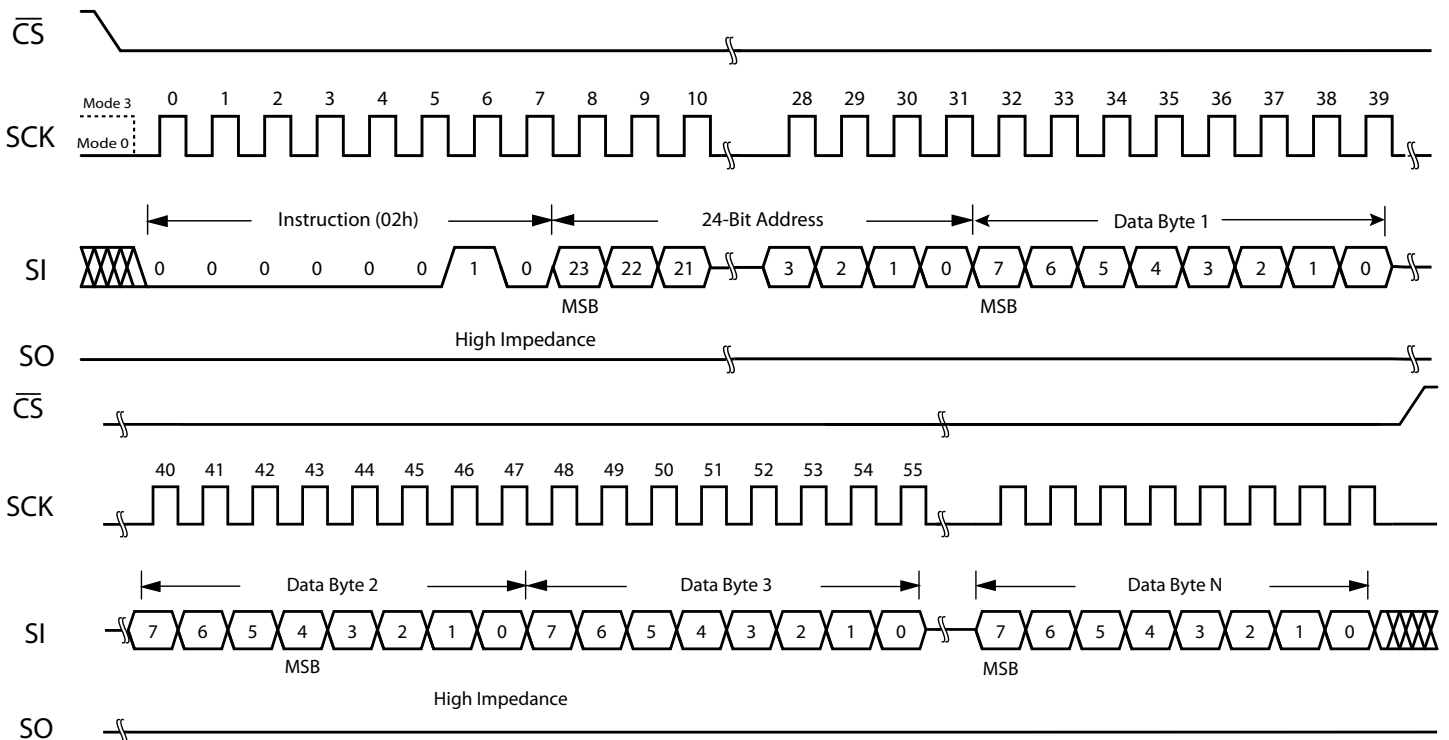 CS
Mode 3
0 1 2 3 4 5 6 7 8 9 10 28 29 30 31 32 33 34 35 36 37 38 39
SCK
Mode 0
Instruction (02h) 24-Bit Address Data Byte 1
SI 0 0 0 0 0 0 1 0 23 22 21 3 2 1 0 7 6 5 4 3 2 1 0
MSB MSB
High Impedance
SO
CS
40 41 42 43 44 45 46 47 48 49 50 51 52 53 54 55
SCK
Data Byte 2 Data Byte 3 Data Byte N
SI 7 6 5 4 3 2 1 0 7 6 5 4 3 2 1 0 7 6 5 4 3 2 1 0
MSB MSB
High Impedance
SO